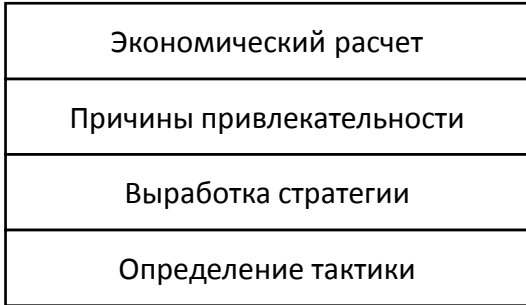 Экономический расчет
Причины привлекательности
Выработка стратегии
Определение тактики